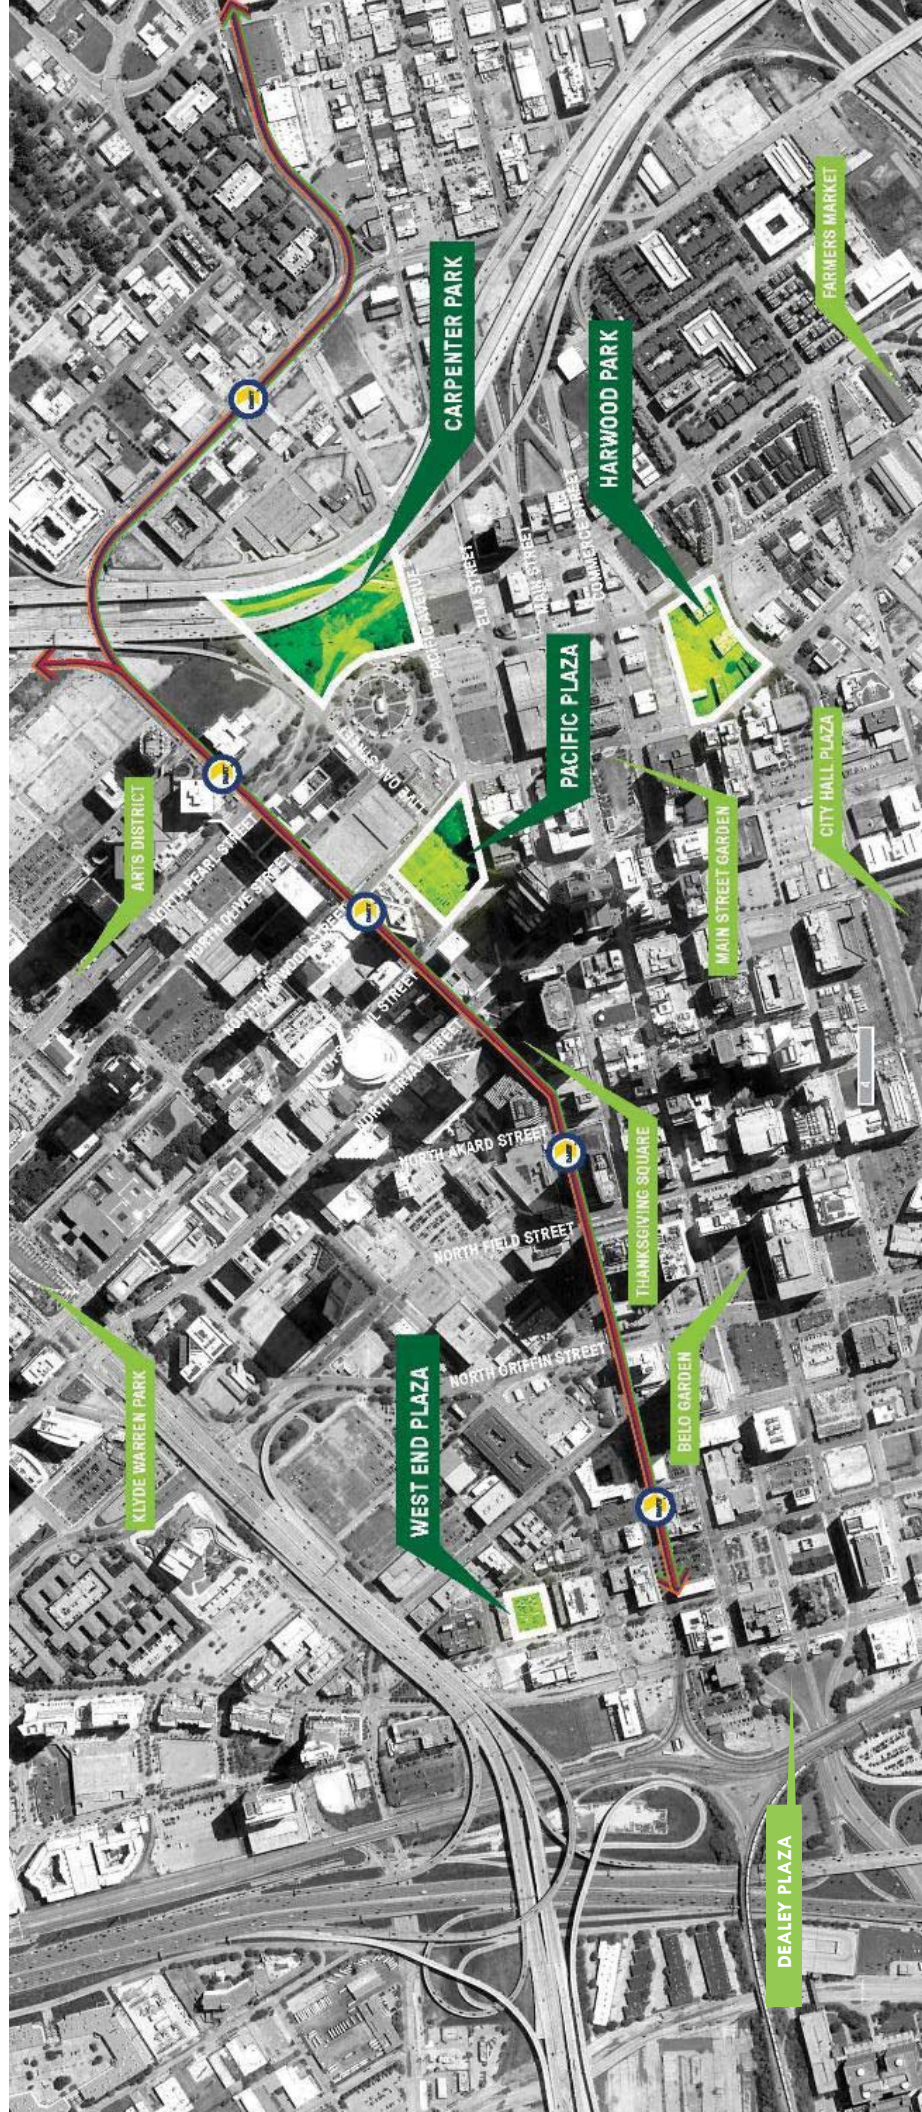 KLYDE WARREN PARK
ARTS DISTRICT
NORTH PEARL STREET
NORTH OLIVE STREET
NORTH HARWOOD STREET
NORTH ERVAY STREET
NORTH AKARD STREET
NORTH FIELD STREET
NORTH GRIFFIN STREET
WEST END PLAZA
CARPENTER PARK
PACIFIC AVENUE
ELM STREET
MAIN STREET
COMMERCE STREET
PACIFIC PLAZA
HARWOOD PARK
THANKSGIVING SQUARE
BELO GARDEN
MAIN STREET GARDEN
FARMERS MARKET
CITY HALL PLAZA
DEALEY PLAZA